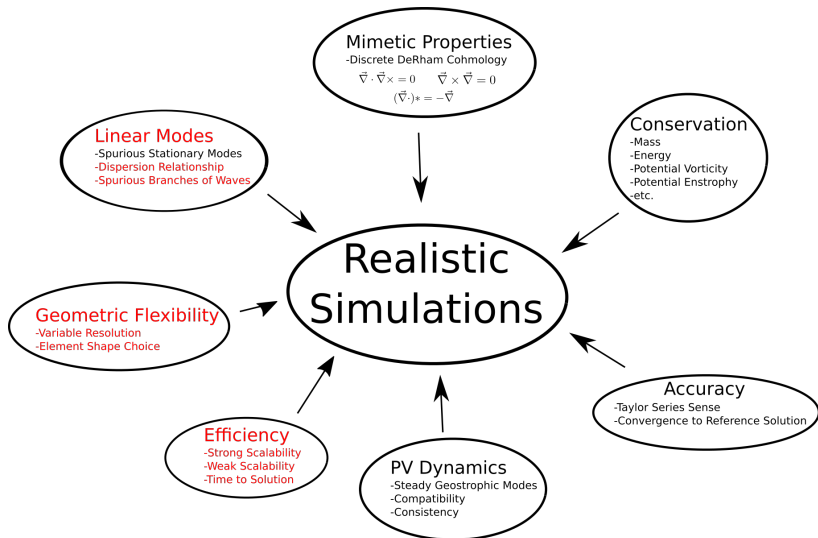 Mimetic Properties
-Discrete DeRham Cohmology
∇⃗ · ∇⃗× = 0  ∇⃗ × ∇⃗ = 0
(∇⃗·)∗ = −∇⃗
Linear Modes
-Spurious Stationary Modes
-Dispersion Relationship
-Spurious Branches of Waves
Conservation
-Mass
-Energy
-Potential Vorticity
-Potential Enstrophy
-etc.
Realistic
Simulations
Geometric Flexibility
-Variable Resolution
-Element Shape Choice
Accuracy
-Taylor Series Sense
-Convergence to Reference Solution
Efficiency
-Strong Scalability
-Weak Scalability
-Time to Solution
PV Dynamics
-Steady Geostrophic Modes
-Compatibility
-Consistency